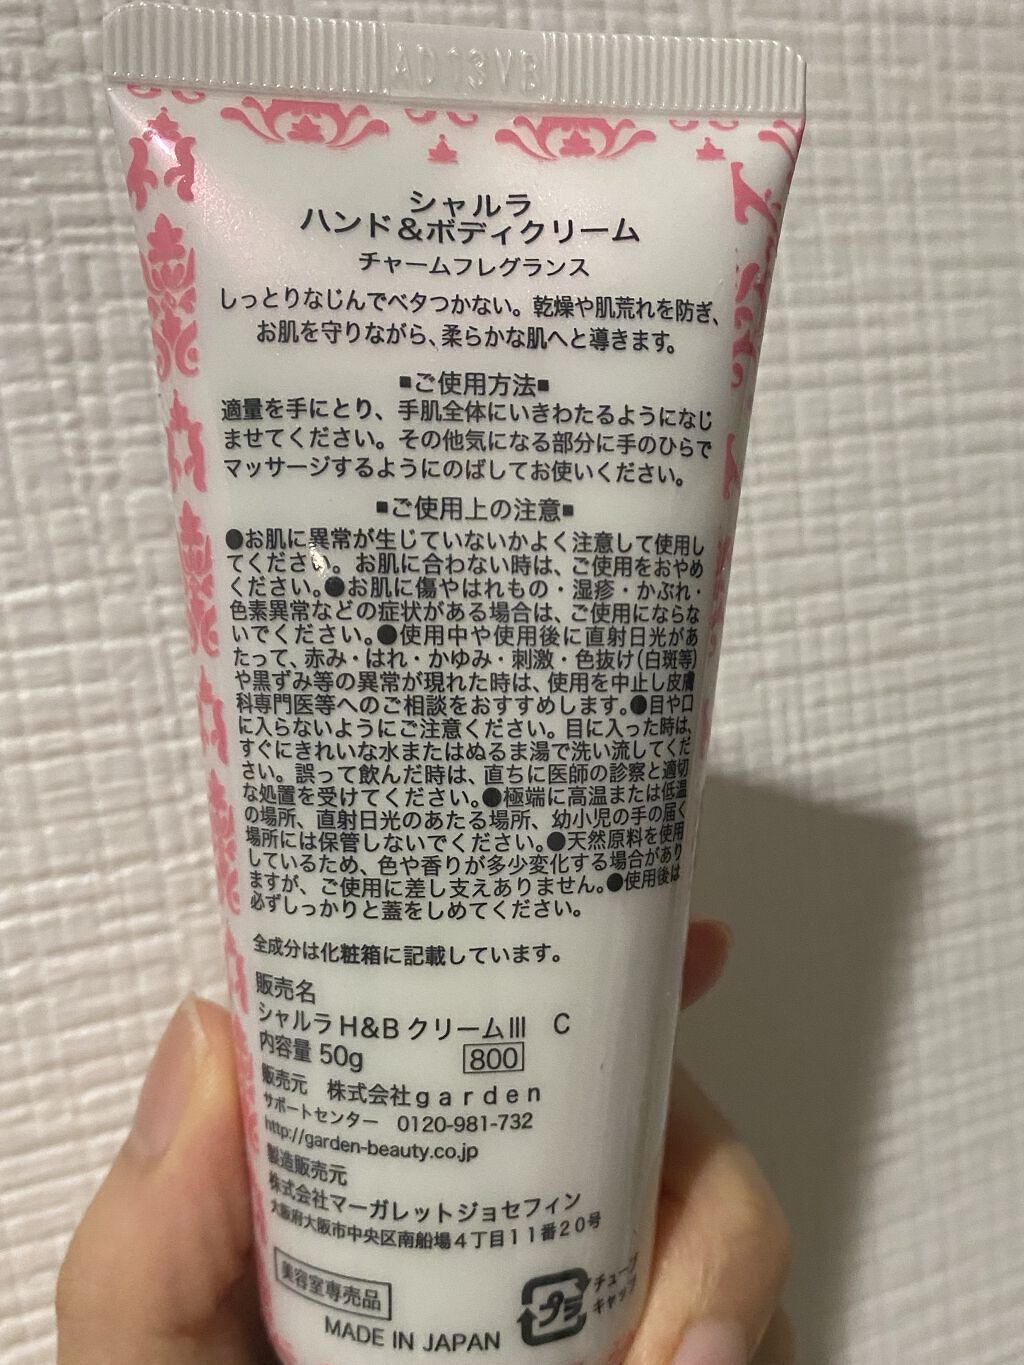 AD 13VB
シャルラ
ハンド&ボディクリーム
チャームフレグランス
しっとりなじんでベタつかない。乾燥や肌荒れを防ぎ、
お肌を守りながら、柔らかな肌へと導きます。
■ご使用方法■
適量を手にとり、手肌全体にいきわたるようになじ
ませてください。その他気になる部分に手のひらで
マッサージするようにのばしてお使いください。
■ご使用上の注意■
●お肌に異常が生じていないかよく注意して使用し
てください。お肌に合わない時は、ご使用をおやめ
ください。●お肌に傷やはれもの・湿疹・かぶれ・
色素異常などの症状がある場合は、ご使用にならな
いでください。●使用中や使用後に直射日光があ
たって、赤み・はれ・かゆみ・刺激・色抜け(白斑等)
や黒ずみ等の異常が現れた時は、使用を中止し皮膚
科専門医等へのご相談をおすすめします。●目や口
に入らないようにご注意ください。目に入った時は、
すぐにきれいな水またはぬるま湯で洗い流してくだ
さい。誤って飲んだ時は、直ちに医師の診察と適切
な処置を受けてください。●極端に高温または低温
の場所、直射日光のあたる場所、幼小児の手の届く
場所には保管しないでください。●天然原料を使用
しているため、色や香りが多少変化する場合があり
ますが、ご使用に差し支えありません。●使用後は
必ずしっかりと蓋をしめてください。
全成分は化粧箱に記載しています。
販売名
シャルラH&BクリームⅢ C
内容量 50g 800
販売元 株式会社garden
サポートセンター 0120-981-732
http://garden-beauty.co.jp
製造販売元
株式会社マーガレットジョセフィン
大阪府大阪市中央区南船場4丁目11番20号
美容室専売品
プラ
チューブ
キャップ
MADE IN JAPAN